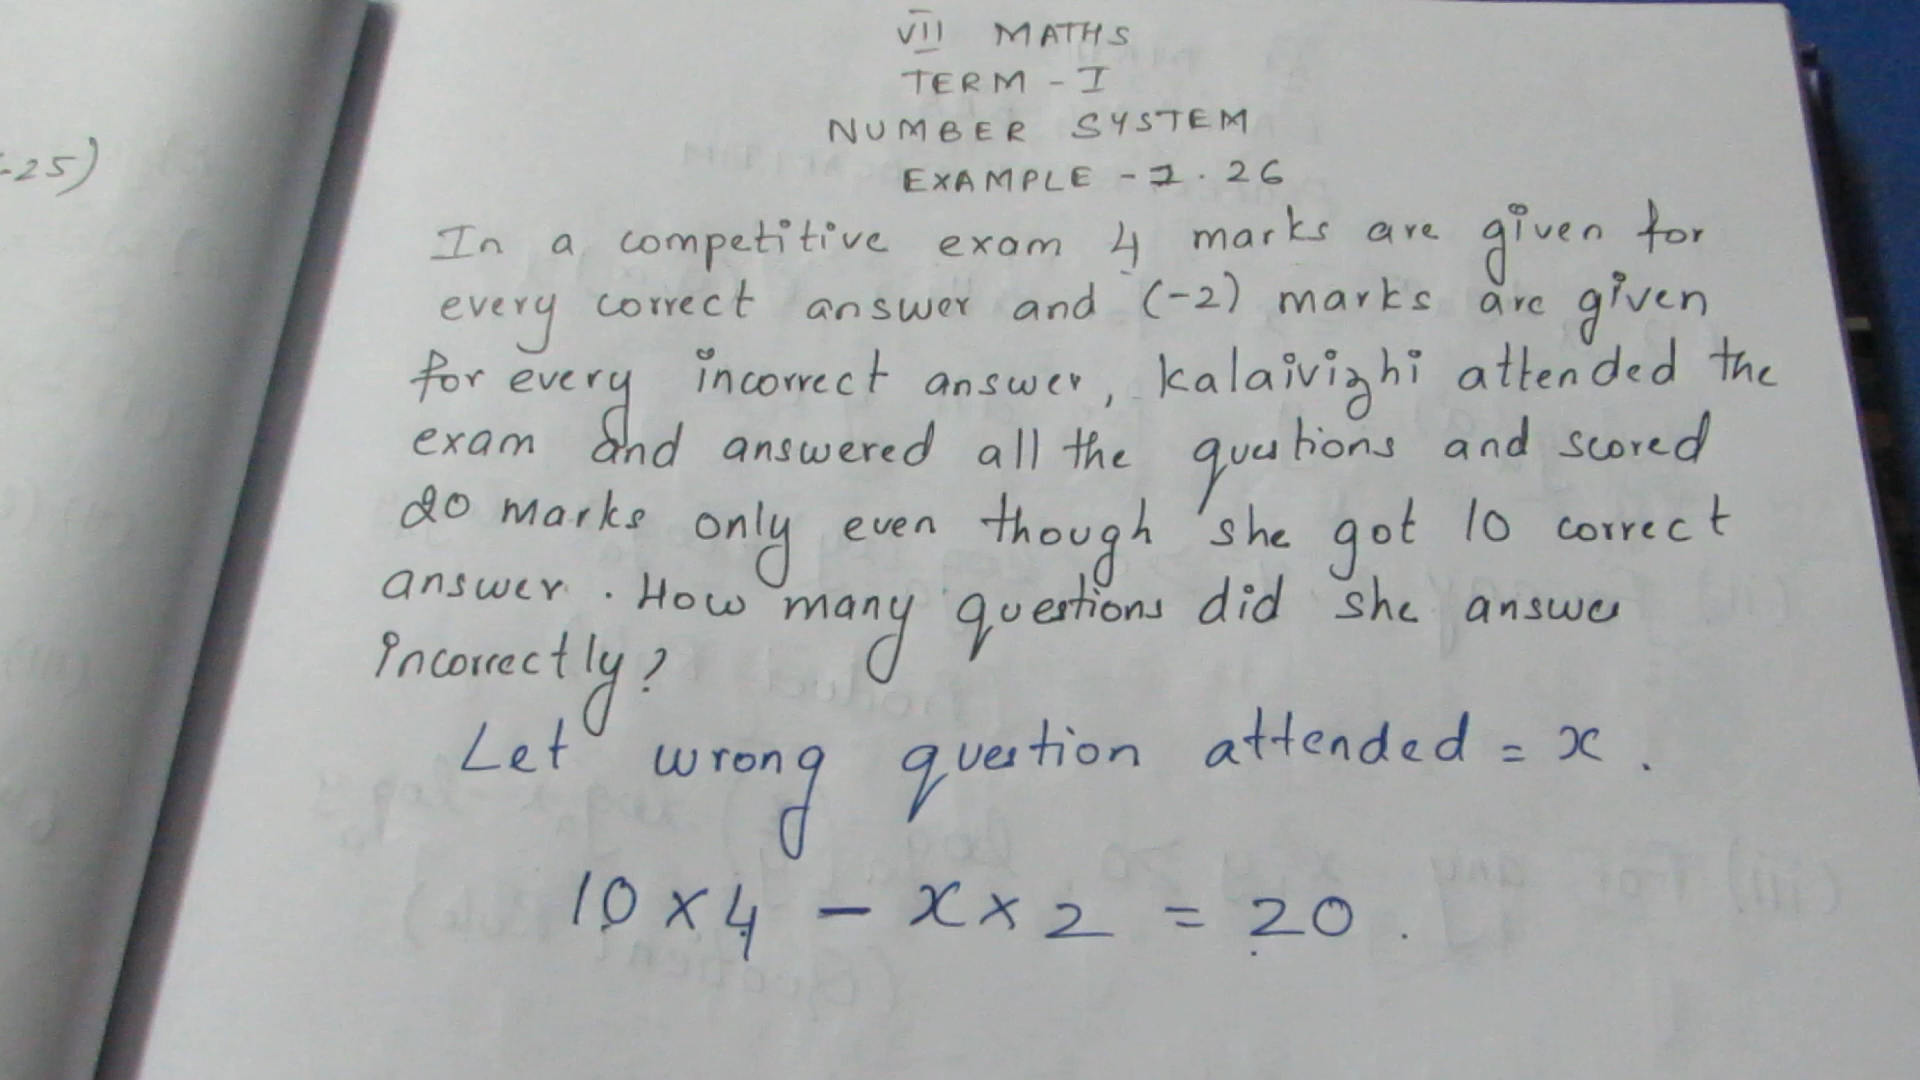 -25)
VII MATHS
TERM - I
NUMBER SYSTEM
EXAMPLE - 1.26
In a competitive exam 4 marks are given for
every correct answer and (-2) marks are given
for every incorrect answer, Kalaivizhi attended the
exam and answered all the questions and scored
20 marks only even though she got 10 correct
answer. How many questions did she answer
incorrectly?
Let wrong question attended = x.
10 x 4 - x x 2 = 20.